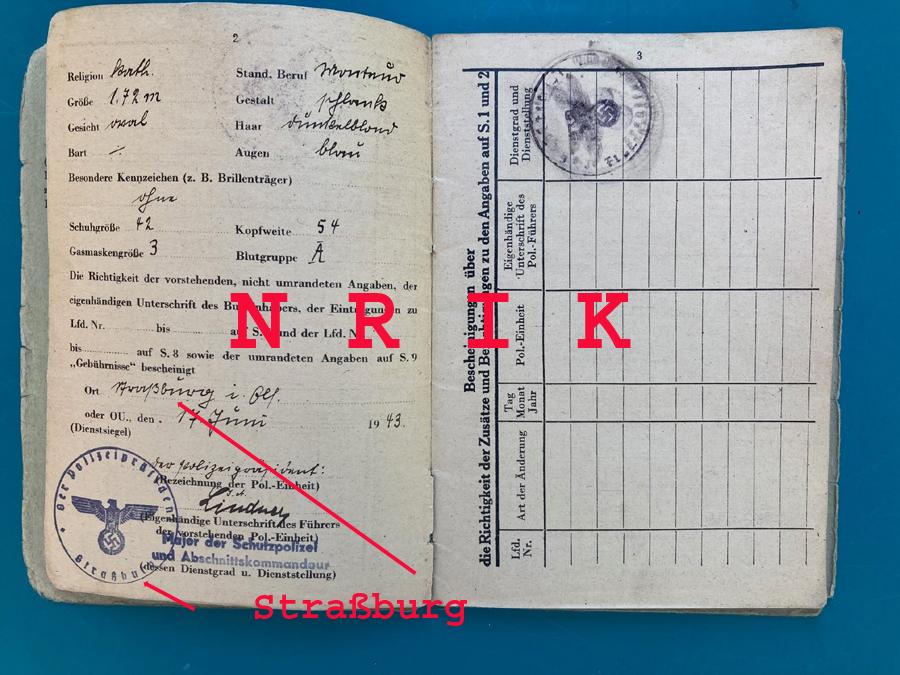 2
Religion kath. Stand. Beruf Monteur
Größe 1,72 m Gestalt schlank
Gesicht oval Haar dunkelblond
Bart ./. Augen blau
Besondere Kennzeichen (z. B. Brillenträger)
ohne
Schuhgröße 42 Kopfweite 54
Gasmaskengröße 3 Blutgruppe A
Die Richtigkeit der vorstehenden, nicht umrandeten Angaben, der
eigenhändigen Unterschrift des Buchinhabers, der Eintragungen zu
Lfd. Nr. bis auf S. und der Lfd. N
bis auf S. 8 sowie der umrandeten Angaben auf S. 9
„Gebührnisse" bescheinigt
Ort Straßburg i. Els.
oder OU., den . 17 Juni 1943.
(Dienstsiegel)
der Polizeipräsident:
(Bezeichnung der Pol.-Einheit)
Lindner
(Eigenhändige Unterschrift des Führers
der vorstehenden Pol.-Einheit)
Major der Schutzpolizei
und Abschnittskommandeur
(dessen Dienstgrad u. Dienststellung)
Der Polizeipräsident
Straßbu
N R I K
Straßburg
3
Bescheinigungen über
die Richtigkeit der Zusätze und Berichtigungen zu den Angaben auf S. 1 und 2
Lfd.
Nr.
Art der Änderung
Tag
Monat
Jahr
Pol.-Einheit
Eigenhändige
Unterschrift des
Pol.-Führers
Dienstgrad und
Dienststellung